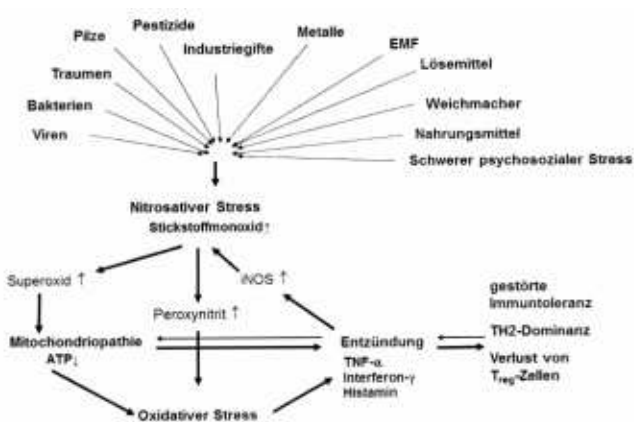 Pestizide
Pilze
Metalle
Industriegifte
EMF
Traumen
Lösemittel
Bakterien
Weichmacher
Viren
Nahrungsmittel
Schwerer psychosozialer Stress
Nitrosativer Stress
Stickstoffmonoxid↑
Superoxid ↑
iNOS ↑
gestörte
Immuntoleranz
Peroxynitrit ↑
Mitochondriopathie
ATP↓
Entzündung
TNF-α
Interferon-γ
Histamin
TH2-Dominanz
Verlust von
Treg-Zellen
Oxidativer Stress